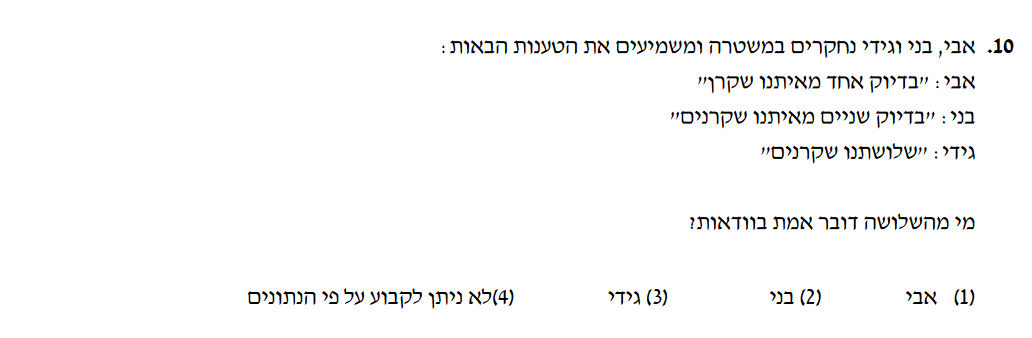 10. אבי, בני וגידי נחקרים במשטרה ומשמיעים את הטענות הבאות:
אבי: "בדיוק אחד מאיתנו שקרן"
בני: "בדיוק שניים מאיתנו שקרנים"
גידי: "שלושתנו שקרנים"
מי מהשלושה דובר אמת בוודאות?
(1) אבי (2) בני (3) גידי (4)לא ניתן לקבוע על פי הנתונים